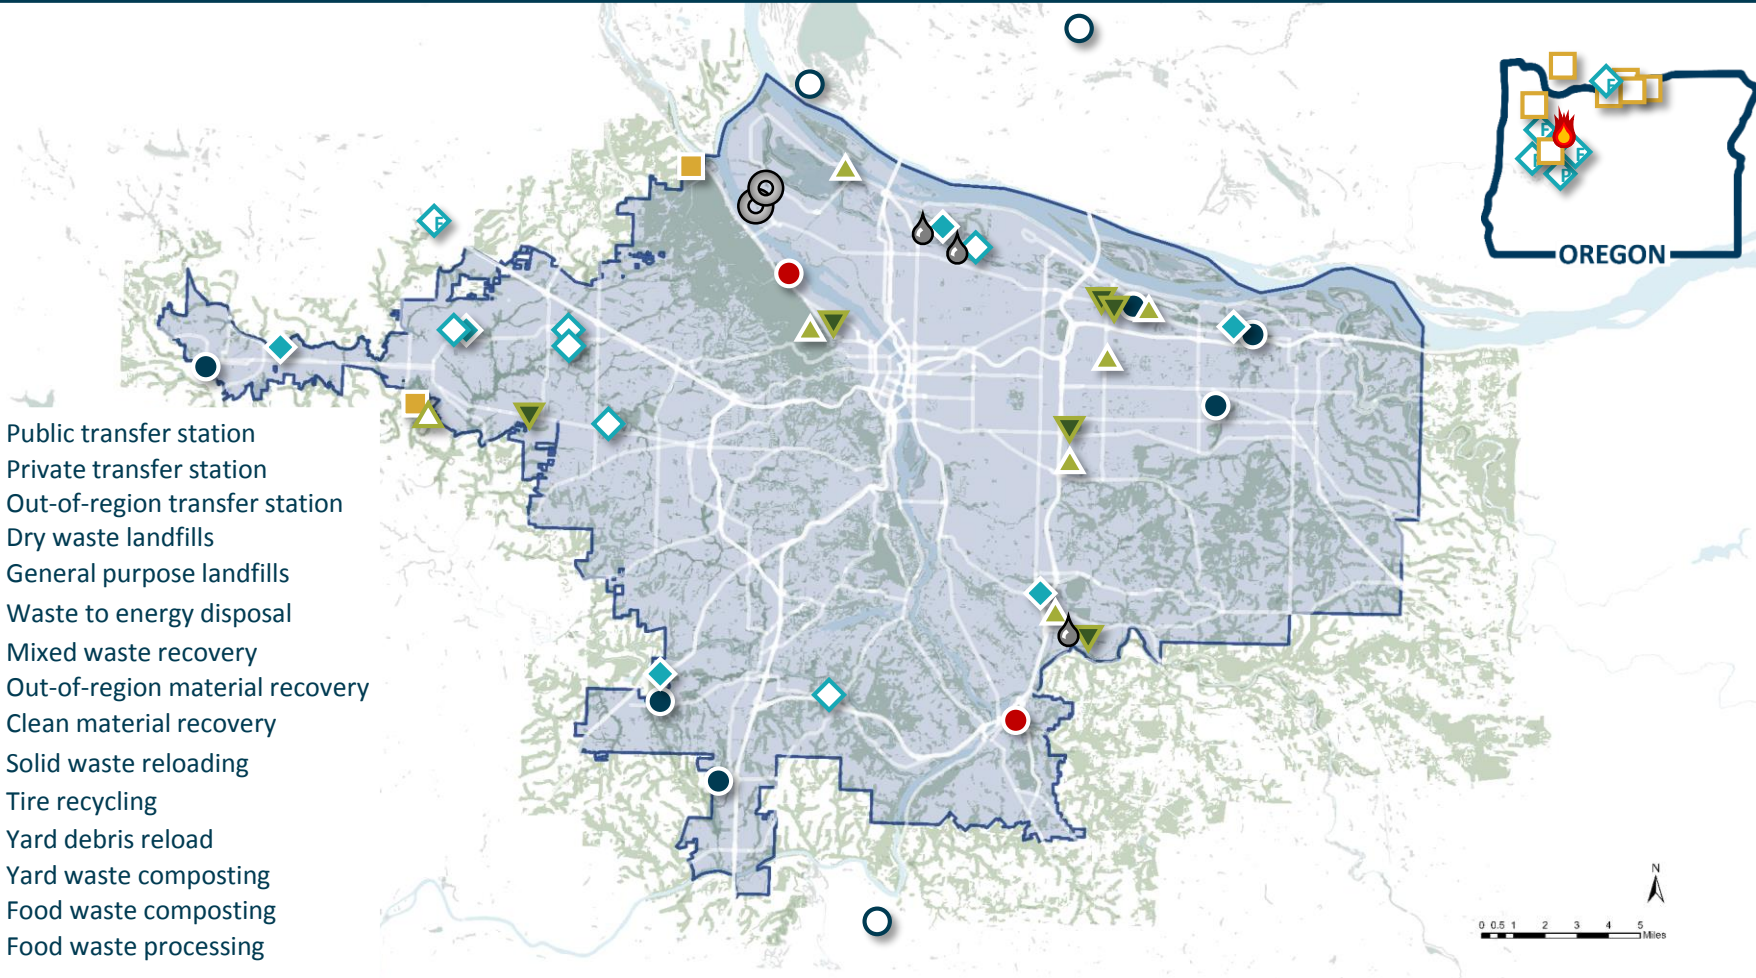 OREGON
F
F
F
F
P
Public transfer station
Private transfer station
Out-of-region transfer station
Dry waste landfills
General purpose landfills
Waste to energy disposal
Mixed waste recovery
Out-of-region material recovery
Clean material recovery
Solid waste reloading
Tire recycling
Yard debris reload
Yard waste composting
Food waste composting
Food waste processing
N
0 0.5 1 2 3 4 5
Miles